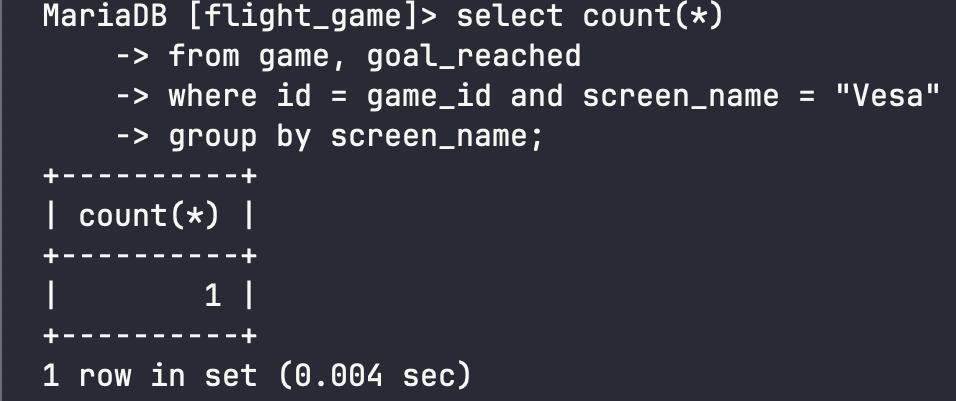 MariaDB [flight_game]> select count(*)
    -> from game, goal_reached
    -> where id = game_id and screen_name = "Vesa"
    -> group by screen_name;
+----------+
| count(*) |
+----------+
|        1 |
+----------+
1 row in set (0.004 sec)